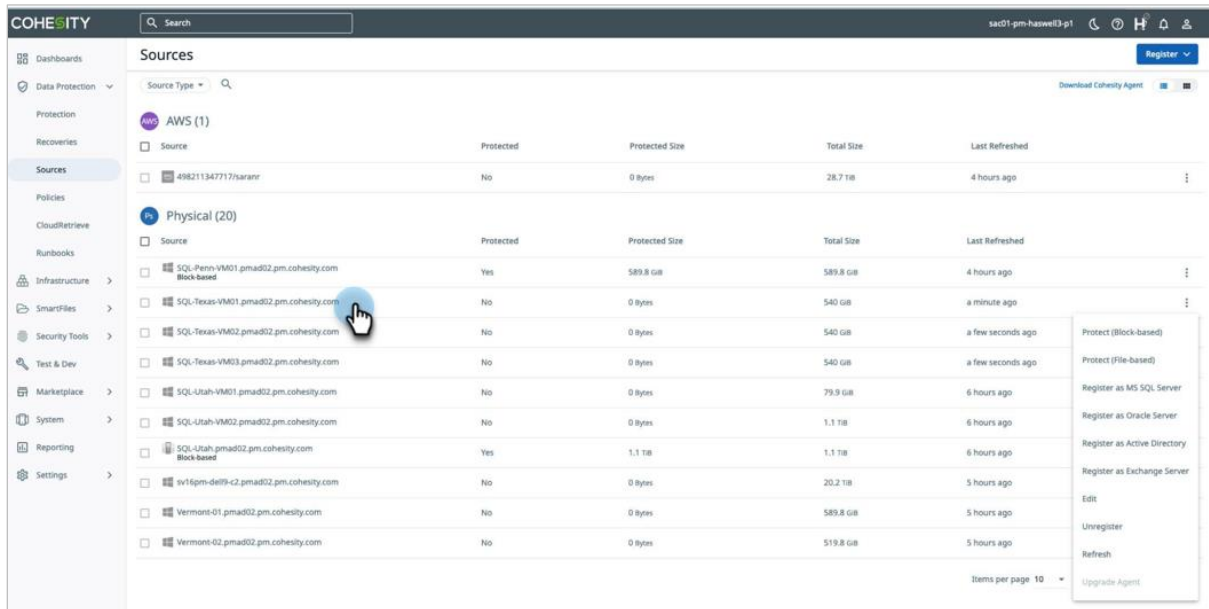 COHESITY
Search
sac01-pm-haswell3-p1
H
Dashboards
Data Protection
Protection
Recoveries
Sources
Policies
CloudRetrieve
Runbooks
Infrastructure
SmartFiles
Security Tools
Test & Dev
Marketplace
System
Reporting
Settings
Sources
Register
Source Type
Download Cohesity Agent
AWS AWS (1)
Source Protected Protected Size Total Size Last Refreshed
498211347717/saranr No 0 Bytes 28.7 TiB 4 hours ago
Ps Physical (20)
Source Protected Protected Size Total Size Last Refreshed
SQL-Penn-VM01.pmad02.pm.cohesity.com Yes 589.8 GiB 589.8 GiB 4 hours ago
Block-based
SQL-Texas-VM01.pmad02.pm.cohesity.com No 0 Bytes 540 GiB a minute ago
SQL-Texas-VM02.pmad02.pm.cohesity.com No 0 Bytes 540 GiB a few seconds ago
SQL-Texas-VM03.pmad02.pm.cohesity.com No 0 Bytes 540 GiB a few seconds ago
SQL-Utah-VM01.pmad02.pm.cohesity.com No 0 Bytes 79.9 GiB 6 hours ago
SQL-Utah-VM02.pmad02.pm.cohesity.com No 0 Bytes 1.1 TiB 6 hours ago
SQL-Utah.pmad02.pm.cohesity.com Yes 1.1 TiB 1.1 TiB 6 hours ago
Block-based
sv16pm-dell9-c2.pmad02.pm.cohesity.com No 0 Bytes 20.2 TiB 5 hours ago
Vermont-01.pmad02.pm.cohesity.com No 0 Bytes 589.8 GiB 5 hours ago
Vermont-02.pmad02.pm.cohesity.com No 0 Bytes 519.8 GiB 5 hours ago
Items per page 10
Protect (Block-based)
Protect (File-based)
Register as MS SQL Server
Register as Oracle Server
Register as Active Directory
Register as Exchange Server
Edit
Unregister
Refresh
Upgrade Agent